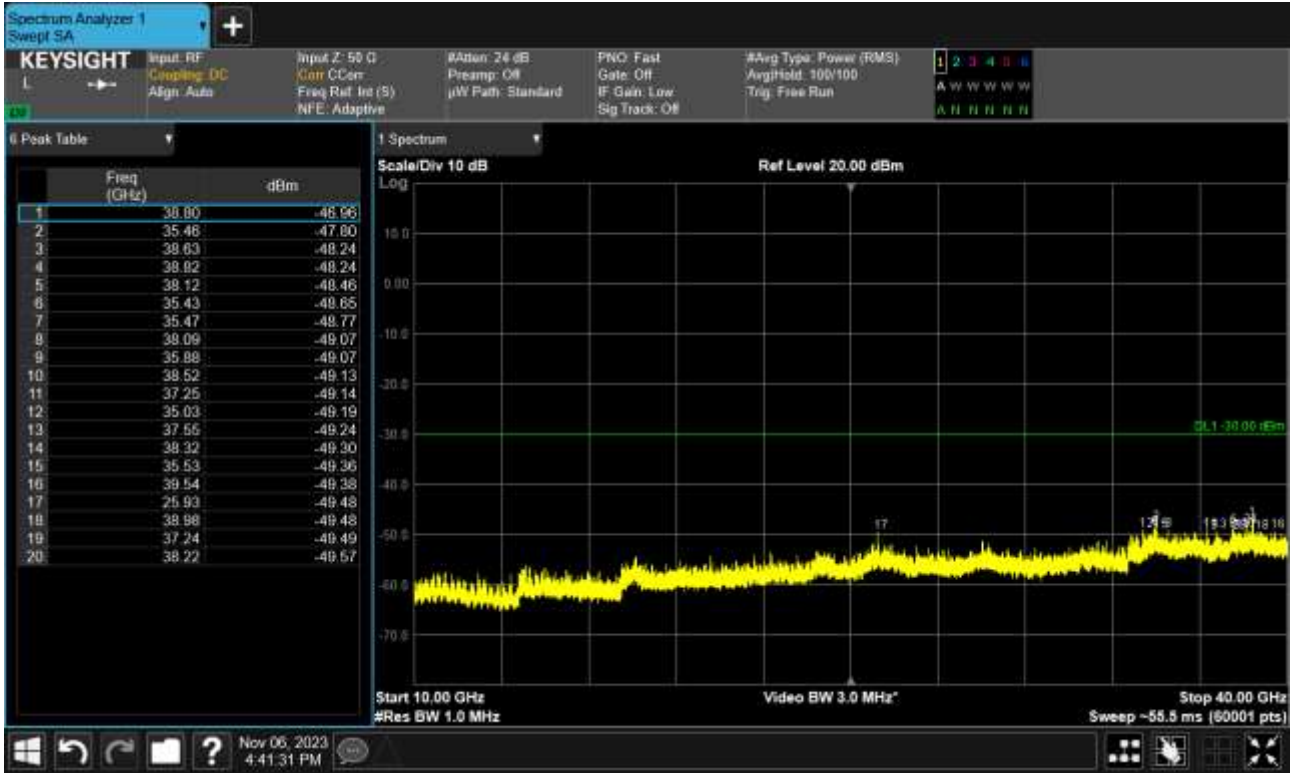 Spectrum Analyzer 1
Swept SA
+
KEYSIGHT
L
Input: RF
Coupling: DC
Align: Auto
Input Z: 50 Ω
Corr CCorr
Freq Ref: Int (S)
NFE: Adaptive
#Atten: 24 dB
Preamp: Off
µW Path: Standard
PNO: Fast
Gate: Off
IF Gain: Low
Sig Track: Off
#Avg Type: Power (RMS)
Avg|Hold: 100/100
Trig: Free Run
1 2 3 4 5 6
A W W W W W
A N N N N N
6 Peak Table
Freq (GHz) dBm
1 38.80 -46.96
2 35.46 -47.80
3 38.63 -48.24
4 38.82 -48.24
5 38.12 -48.46
6 35.43 -48.65
7 35.47 -48.77
8 38.09 -49.07
9 35.88 -49.07
10 38.52 -49.13
11 37.25 -49.14
12 35.03 -49.19
13 37.55 -49.24
14 38.32 -49.30
15 35.53 -49.36
16 39.54 -49.38
17 25.93 -49.48
18 38.98 -49.48
19 37.24 -49.49
20 38.22 -49.57
1 Spectrum
Scale/Div 10 dB
Ref Level 20.00 dBm
Log
10.0
0.00
-10.0
-20.0
-30.0
DL1 -30.00 dBm
-40.0
17
-50.0
-60.0
-70.0
Start 10.00 GHz
Video BW 3.0 MHz*
Stop 40.00 GHz
#Res BW 1.0 MHz
Sweep ~55.5 ms (60001 pts)
?
Nov 06, 2023
4:41:31 PM